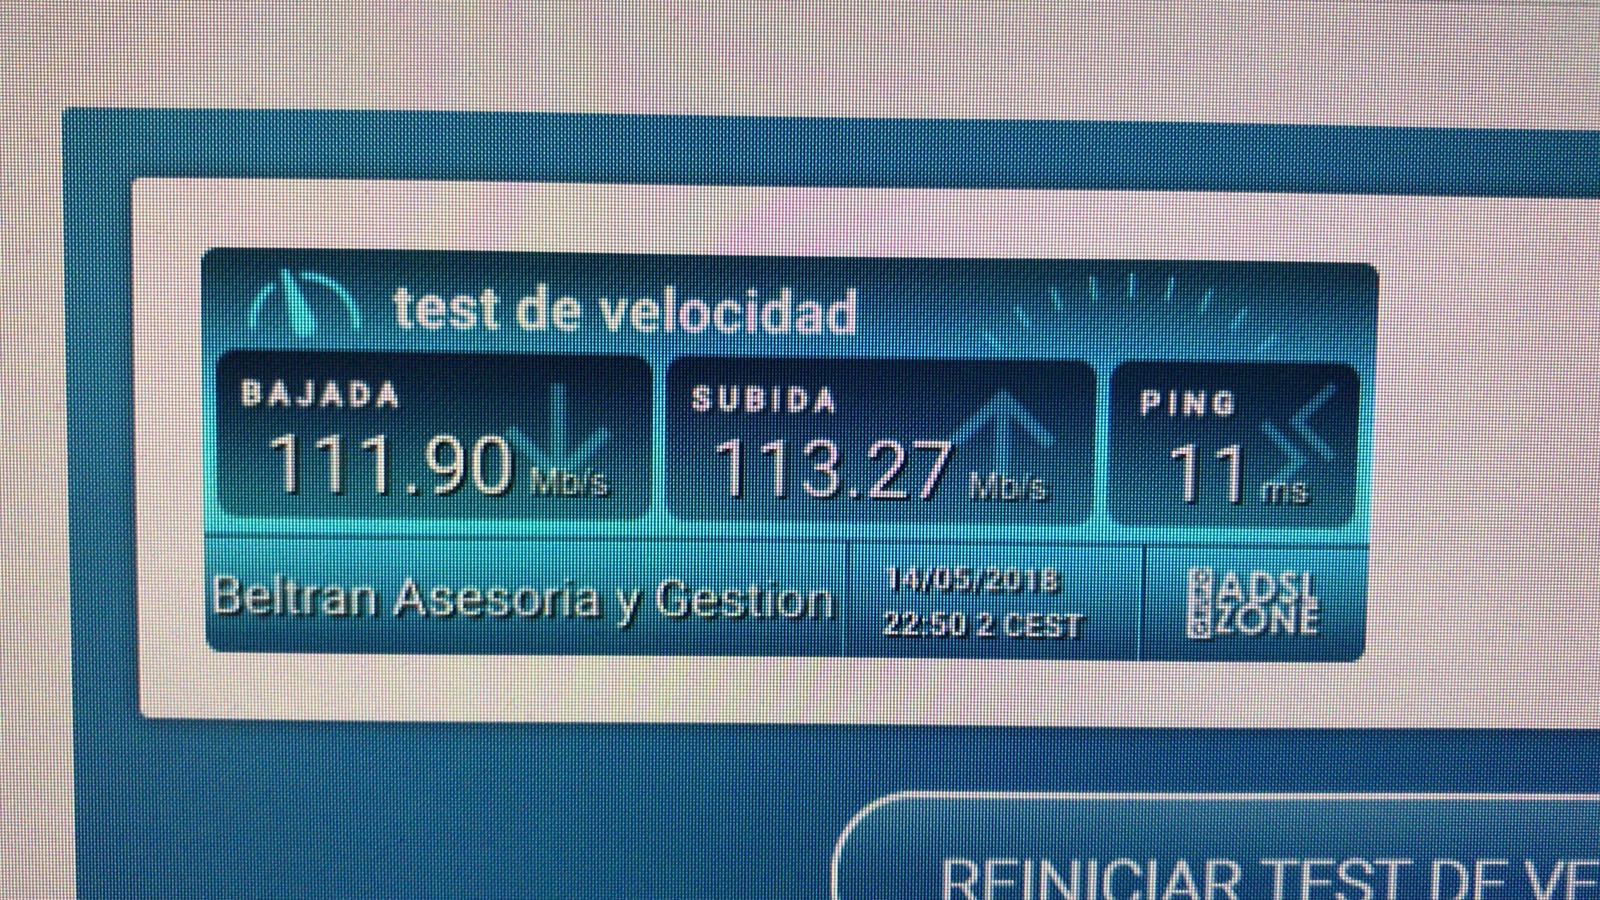 test de velocidad
BAJADA
111.90 Mb/s
SUBIDA
113.27 Mb/s
PING
11 ms
Beltran Asesoria y Gestion
14/05/2018
22:50 2 CEST
ADSL
ZONE
REINICIAR TEST DE VE